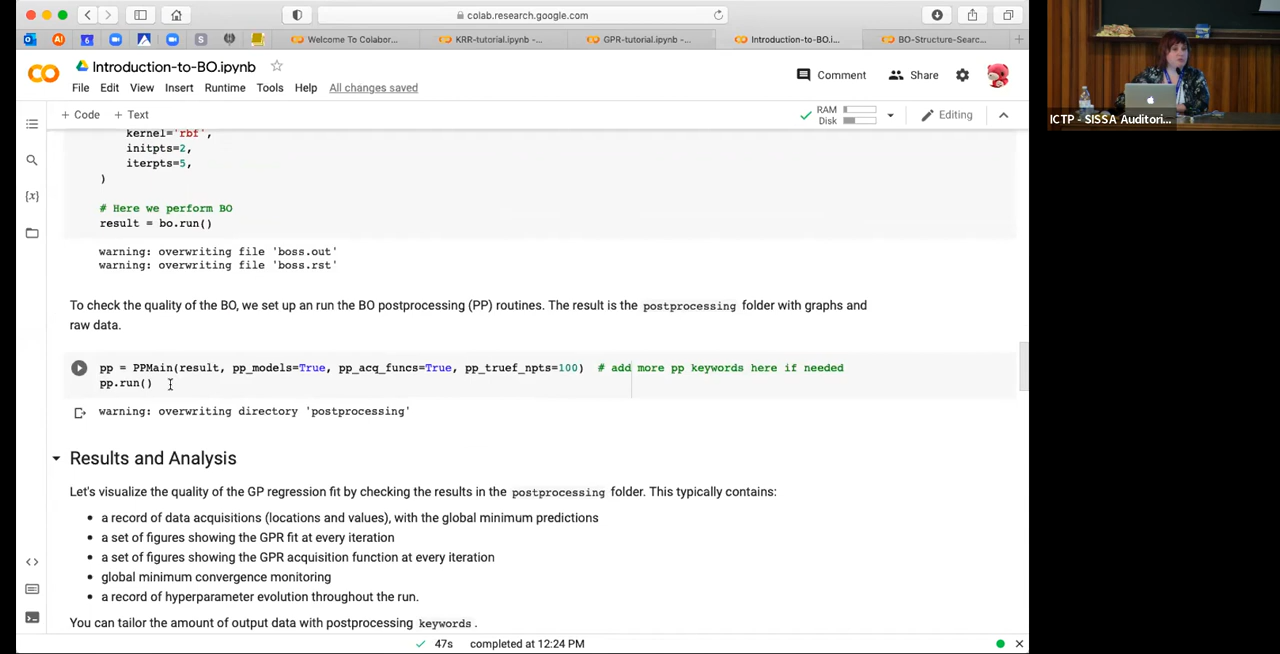 colab.research.google.com
Welcome To Colabor...
KRR-tutorial.ipynb -...
GPR-tutorial.ipynb -...
Introduction-to-BO.i...
BO-Structure-Searc...
Introduction-to-BO.ipynb
Comment
Share
File Edit View Insert Runtime Tools Help All changes saved
+ Code + Text
RAM
Disk
Editing
kernel='rbf',
initpts=2,
iterpts=5,
)
# Here we perform BO
result = bo.run()
warning: overwriting file 'boss.out'
warning: overwriting file 'boss.rst'
To check the quality of the BO, we set up an run the BO postprocessing (PP) routines. The result is the postprocessing folder with graphs and
raw data.
pp = PPMain(result, pp_models=True, pp_acq_funcs=True, pp_truef_npts=100) # add more pp keywords here if needed
pp.run()
warning: overwriting directory 'postprocessing'
Results and Analysis
Let's visualize the quality of the GP regression fit by checking the results in the postprocessing folder. This typically contains:
• a record of data acquisitions (locations and values), with the global minimum predictions
• a set of figures showing the GPR fit at every iteration
• a set of figures showing the GPR acquisition function at every iteration
• global minimum convergence monitoring
• a record of hyperparameter evolution throughout the run.
You can tailor the amount of output data with postprocessing keywords.
47s completed at 12:24 PM
ICTP - SISSA Auditori...